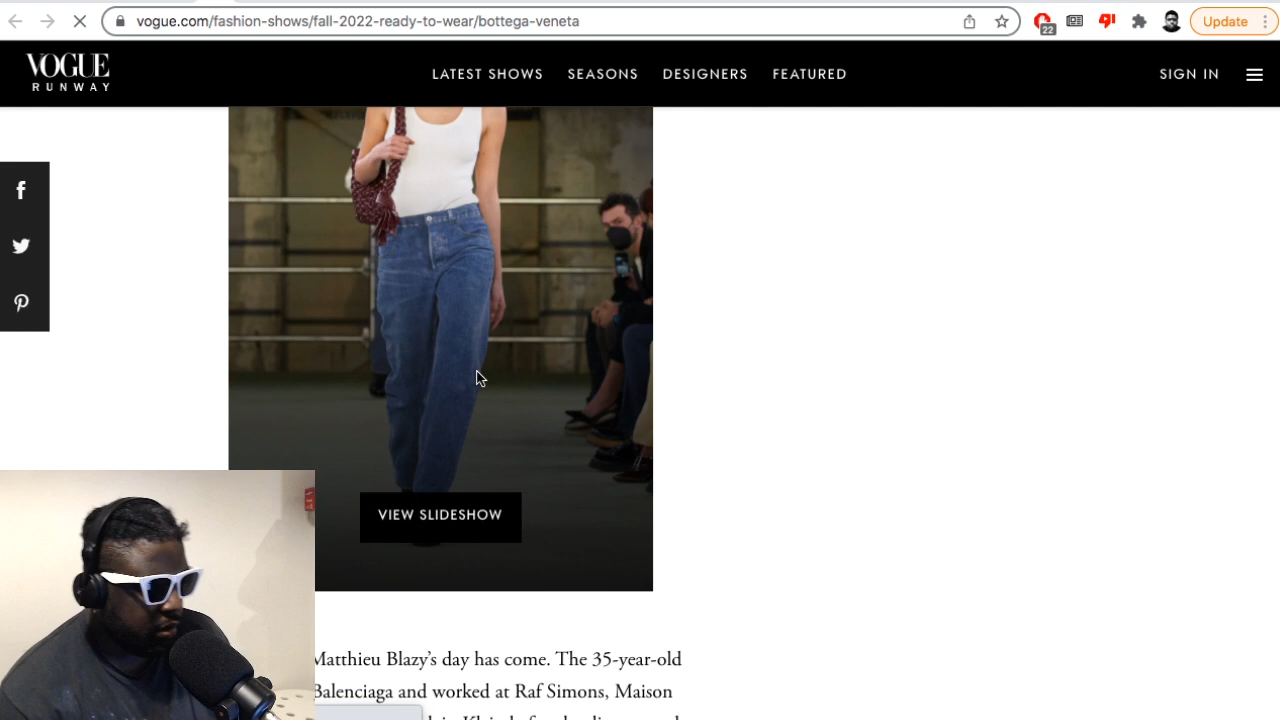 vogue.com/fashion-shows/fall-2022-ready-to-wear/bottega-veneta
22
Update
VOGUE
RUNWAY
LATEST SHOWS
SEASONS
DESIGNERS
FEATURED
SIGN IN
VIEW SLIDESHOW
Matthieu Blazy's day has come. The 35-year-old
Balenciaga and worked at Raf Simons, Maison